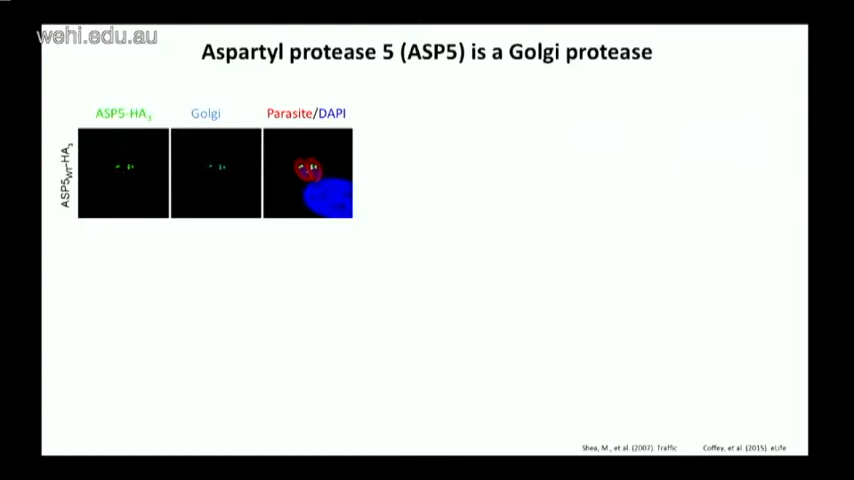 wehi.edu.au
Aspartyl protease 5 (ASP5) is a Golgi protease
ASP5-HA3 Golgi Parasite/DAPI
ASP5WT-HA3
Shea, M., et al. (2007). Traffic Coffey, et al. (2015). eLife